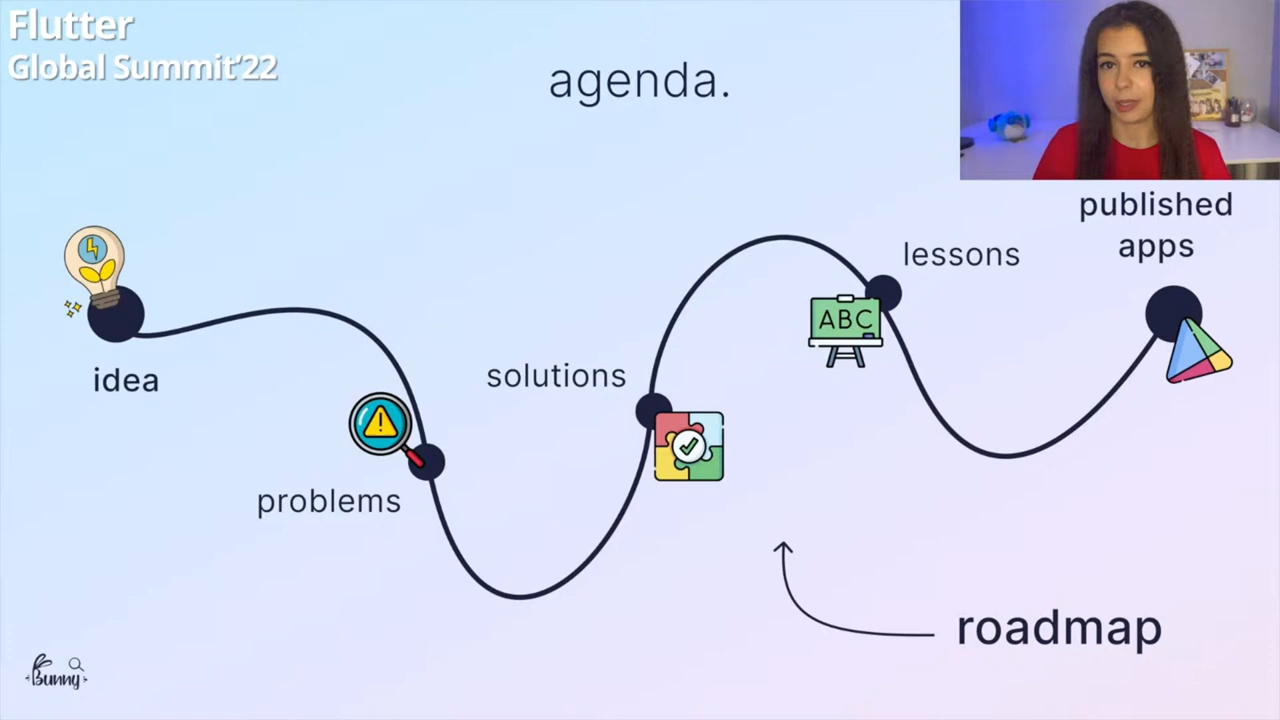 Flutter
Global Summit'22
agenda.
published
apps
lessons
ABC
idea
solutions
problems
roadmap
Bunny